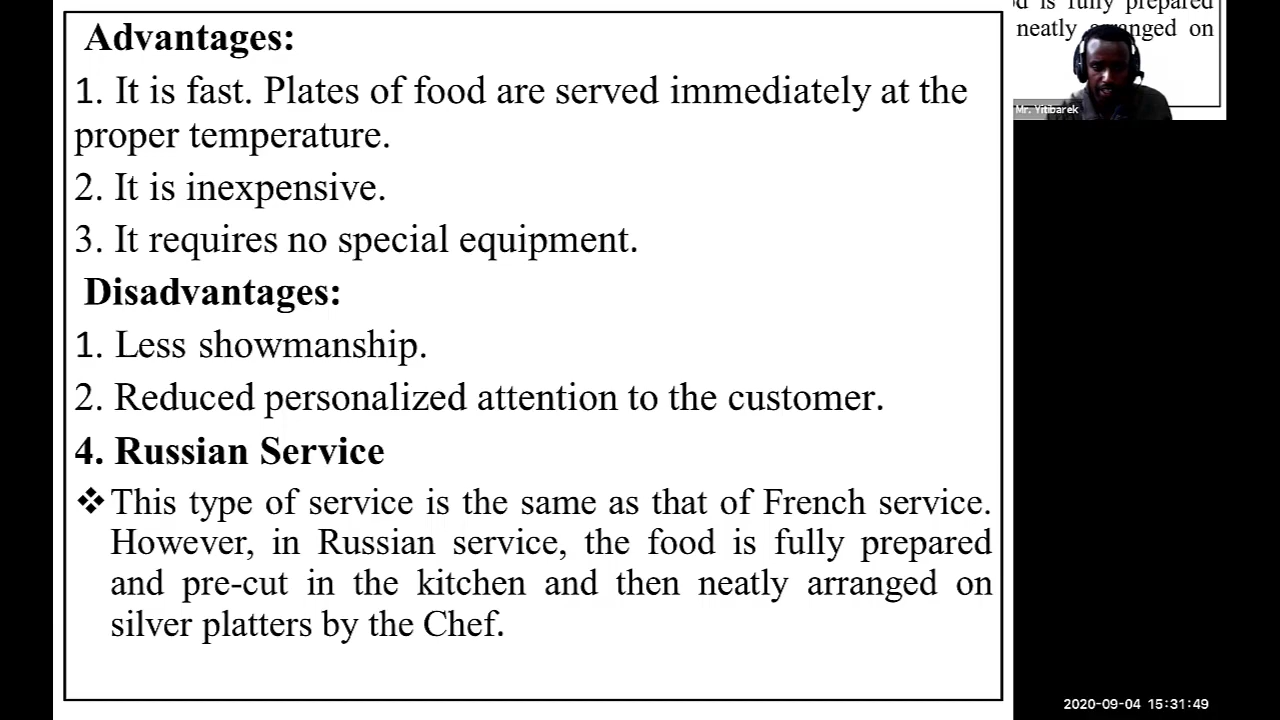 Advantages:
1. It is fast. Plates of food are served immediately at the
proper temperature.
2. It is inexpensive.
3. It requires no special equipment.
Disadvantages:
1. Less showmanship.
2. Reduced personalized attention to the customer.
4. Russian Service
❖ This type of service is the same as that of French service.
However, in Russian service, the food is fully prepared
and pre-cut in the kitchen and then neatly arranged on
silver platters by the Chef.
is fully prepared
neatly arranged on
Mr. Yitibarek
2020-09-04 15:31:49